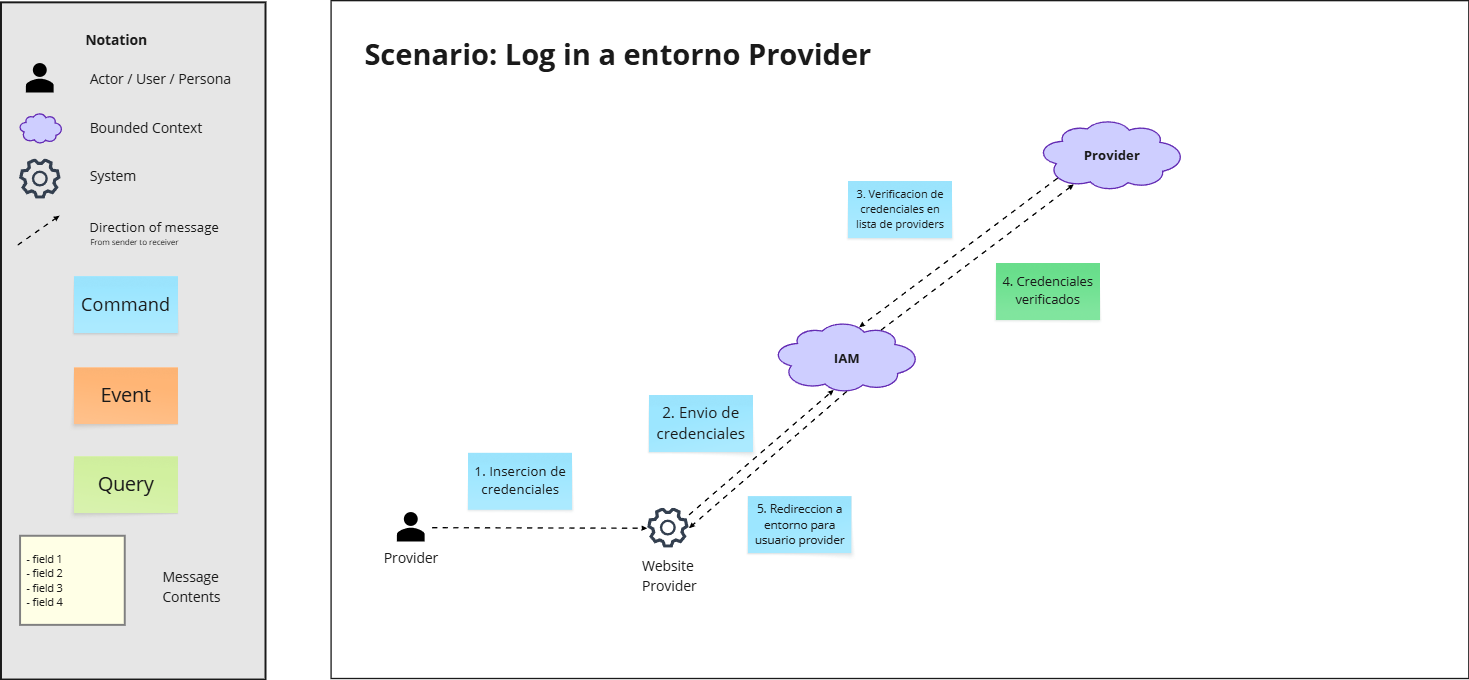 Notation
Actor / User / Persona
Bounded Context
System
Direction of message
From sender to receiver
Command
Event
Query
- field 1
- field 2
- field 3
- field 4
Message
Contents
Scenario: Log in a entorno Provider
Provider
3. Verificacion de
credenciales en
lista de providers
4. Credenciales
verificados
IAM
2. Envio de
credenciales
1. Insercion de
credenciales
5. Redireccion a
entorno para
usuario provider
Provider
Website
Provider